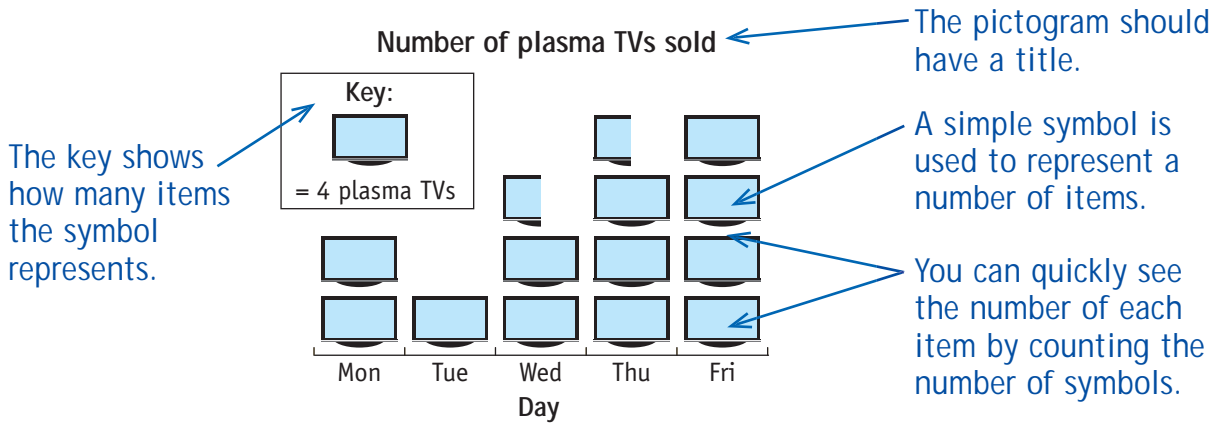 Number of plasma TVs sold
The pictogram should
have a title.
Key:
= 4 plasma TVs
The key shows
how many items
the symbol
represents.
A simple symbol is
used to represent a
number of items.
You can quickly see
the number of each
item by counting the
number of symbols.
Mon Tue Wed Thu Fri
Day